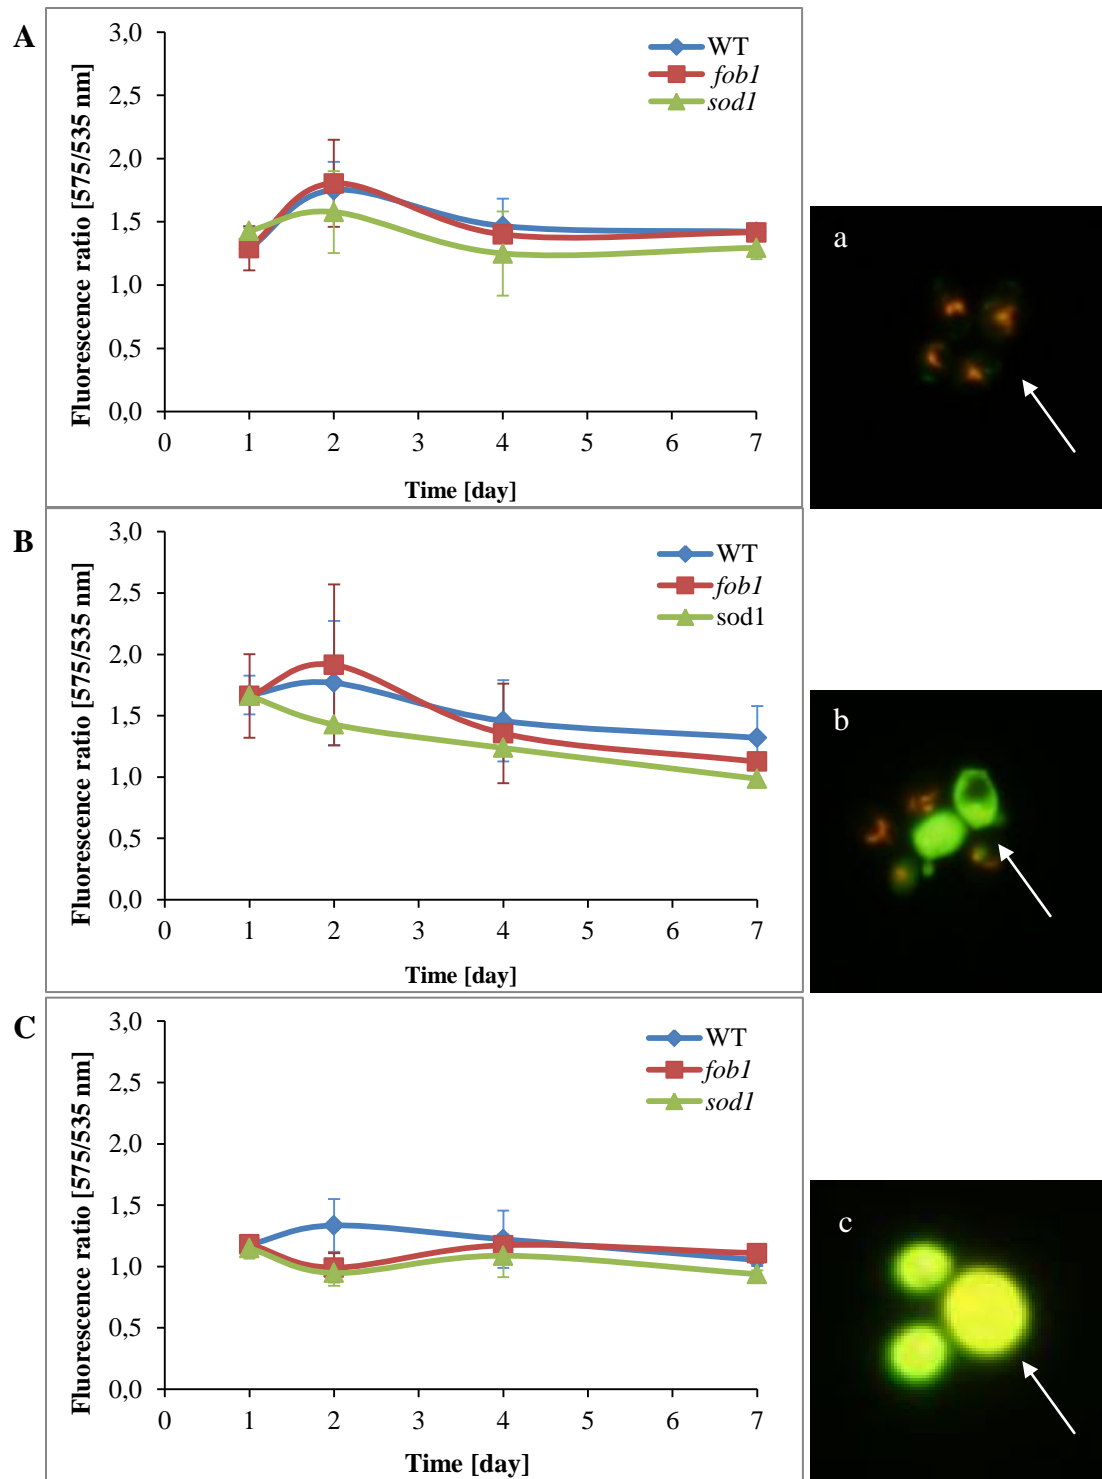 A
Fluorescence ratio [575/535 nm]
3,0
2,5
2,0
1,5
1,0
0,5
0,0
0 1 2 3 4 5 6 7
Time [day]
WT
fob1
sod1
a
B
Fluorescence ratio [575/535 nm]
3,0
2,5
2,0
1,5
1,0
0,5
0,0
0 1 2 3 4 5 6 7
Time [day]
WT
fob1
sod1
b
C
Fluorescence ratio [575/535 nm]
3,0
2,5
2,0
1,5
1,0
0,5
0,0
0 1 2 3 4 5 6 7
Time [day]
WT
fob1
sod1
c